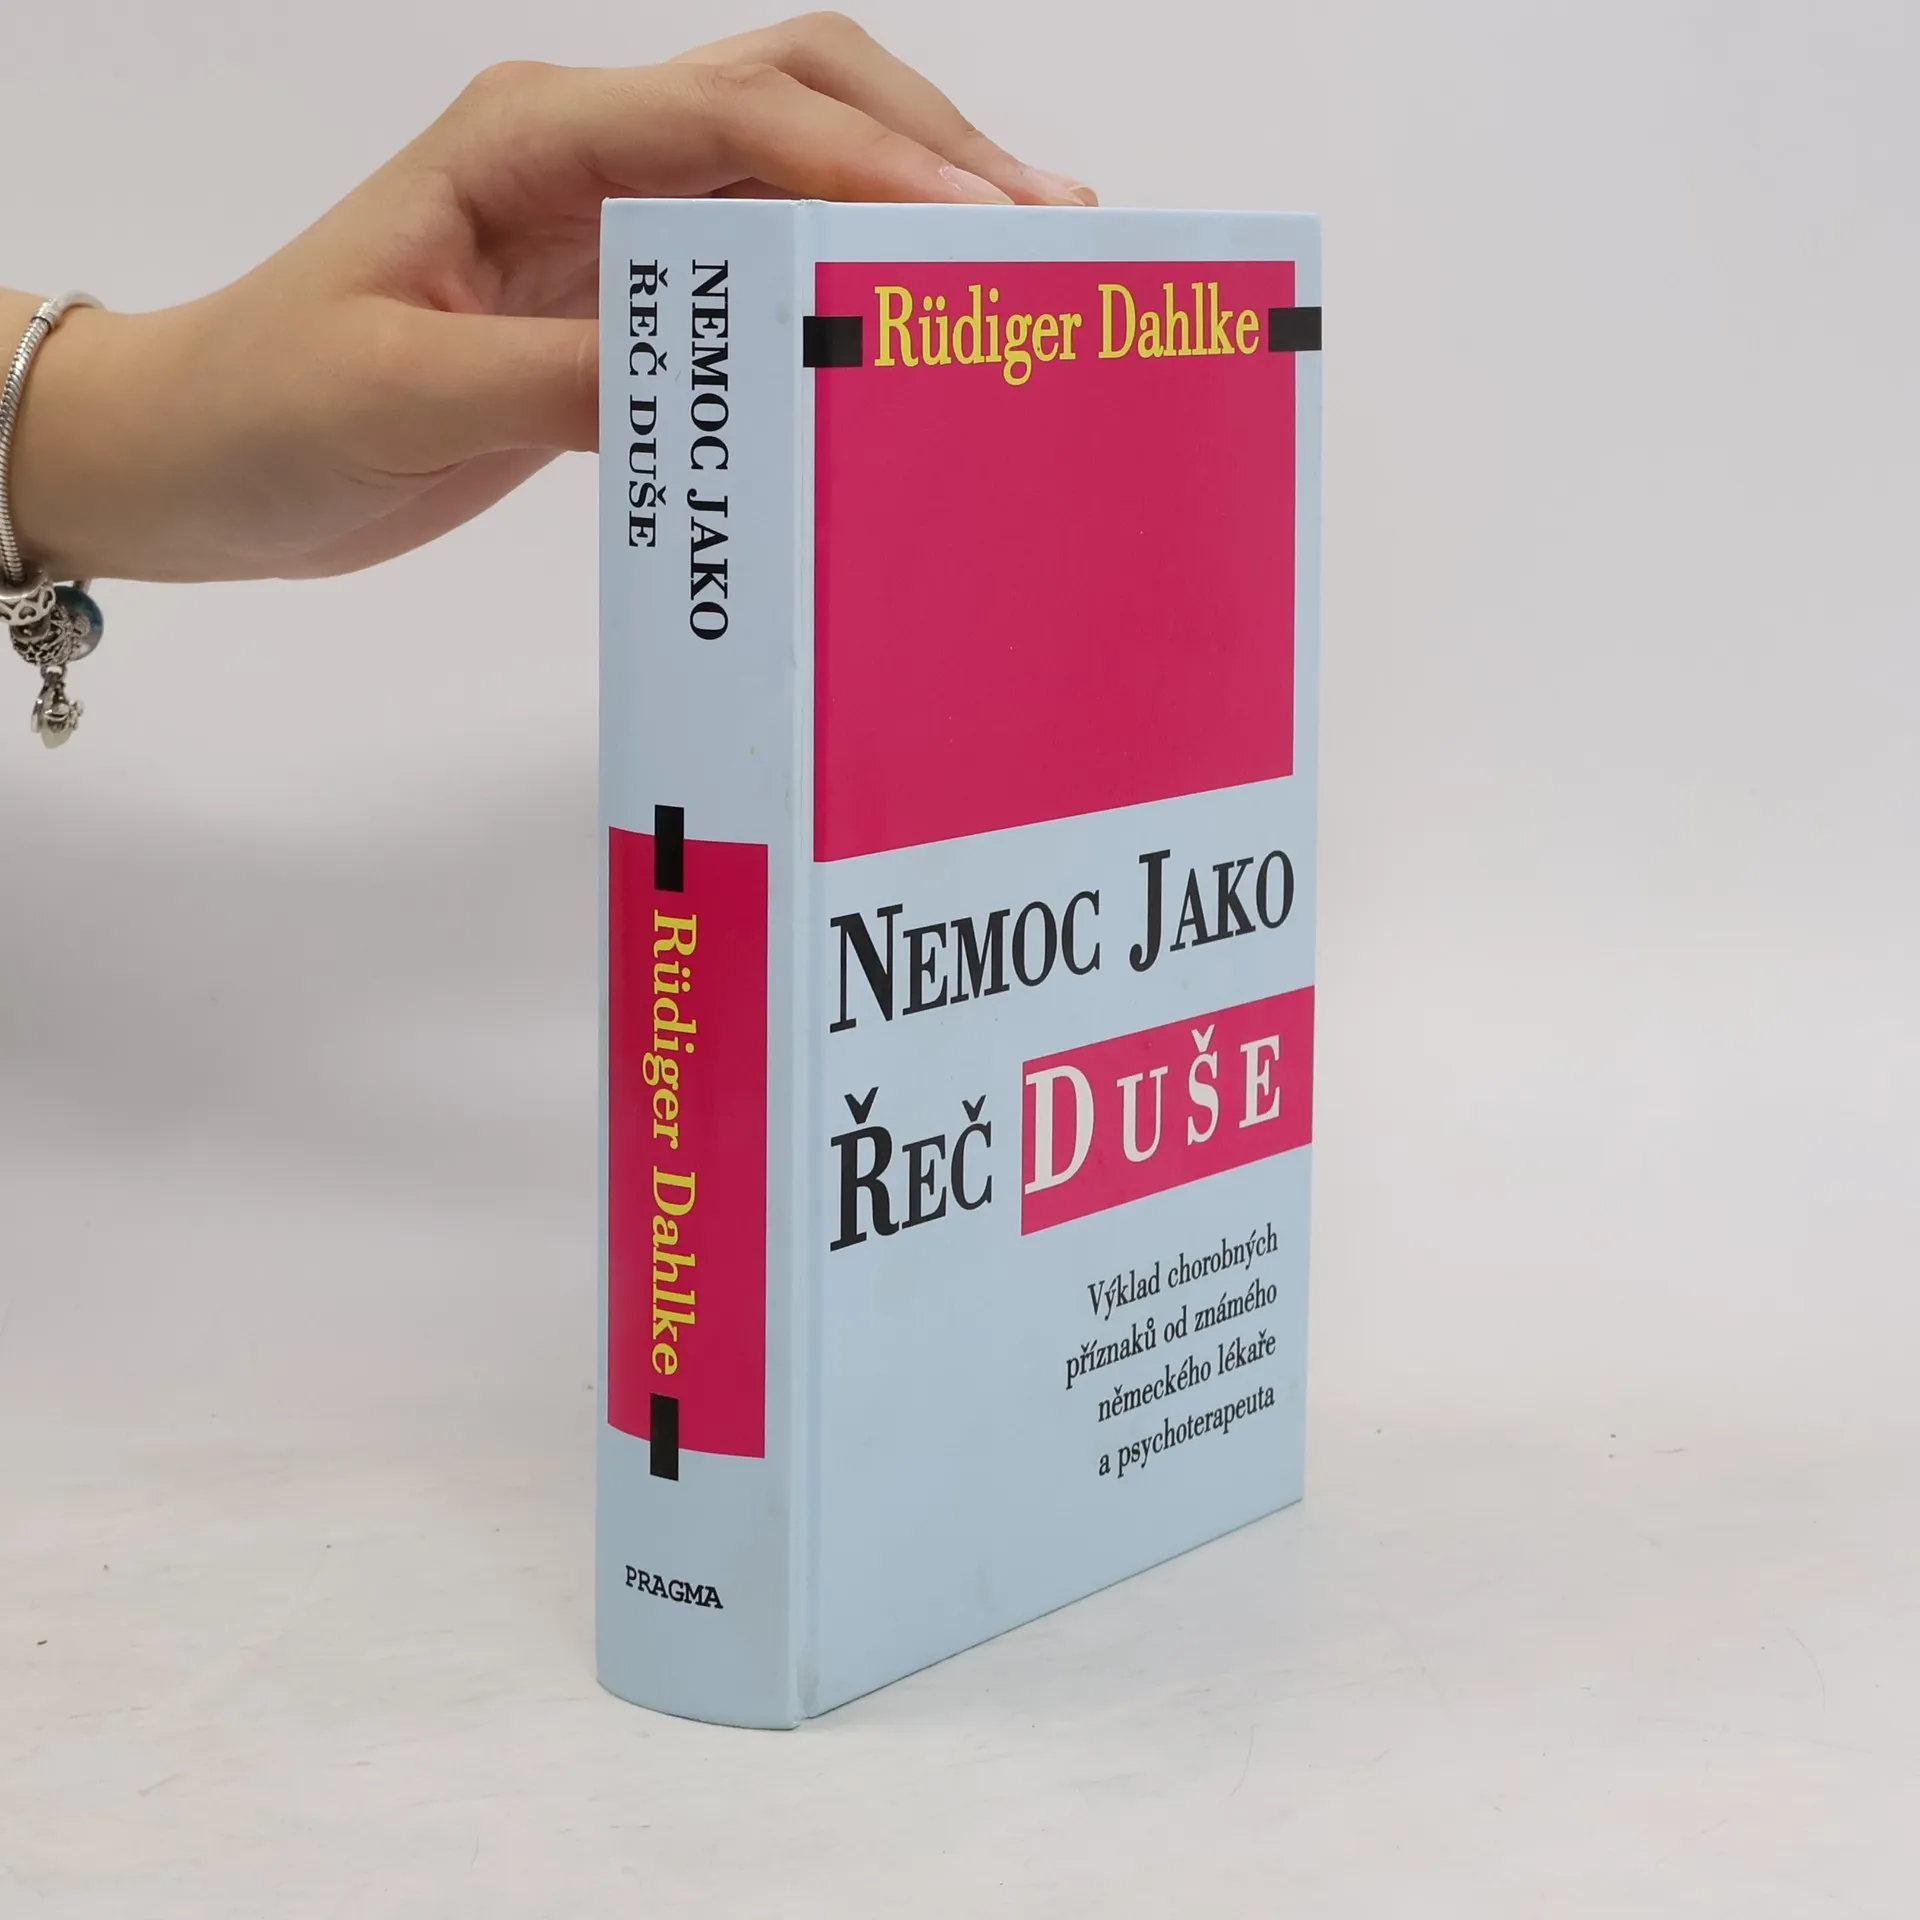 NEMOC JAKO
ŘEČ DUŠE
Rüdiger Dahlke
PRAGMA
Rüdiger Dahlke
NEMOC JAKO
ŘEČ DUŠE
Výklad chorobných
příznaků od známého
německého lékaře
a psychoterapeuta